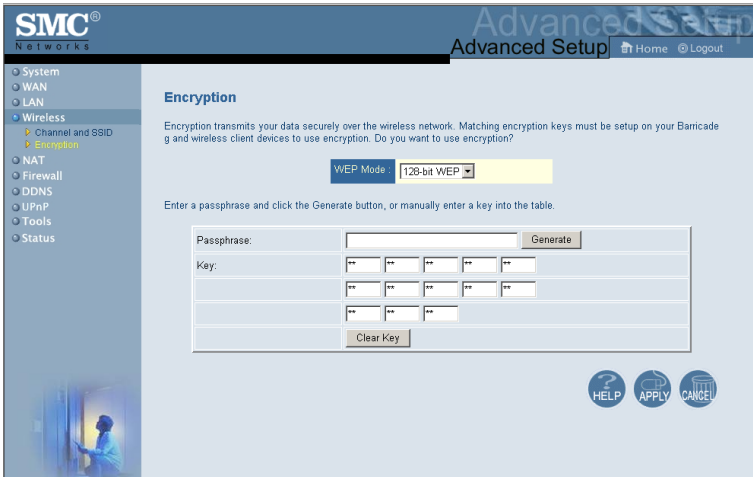 SMC®
Networks
Advanced Setup
Advanced Setup
Home
Logout
System
WAN
LAN
Wireless
Channel and SSID
Encryption
NAT
Firewall
DDNS
UPnP
Tools
Status
Encryption
Encryption transmits your data securely over the wireless network. Matching encryption keys must be setup on your Barricade
g and wireless client devices to use encryption. Do you want to use encryption?
WEP Mode : 128-bit WEP
Enter a passphrase and click the Generate button, or manually enter a key into the table.
Passphrase: Generate
Key: ** ** ** ** **
** ** ** ** **
** ** **
Clear Key
HELP APPLY CANCEL